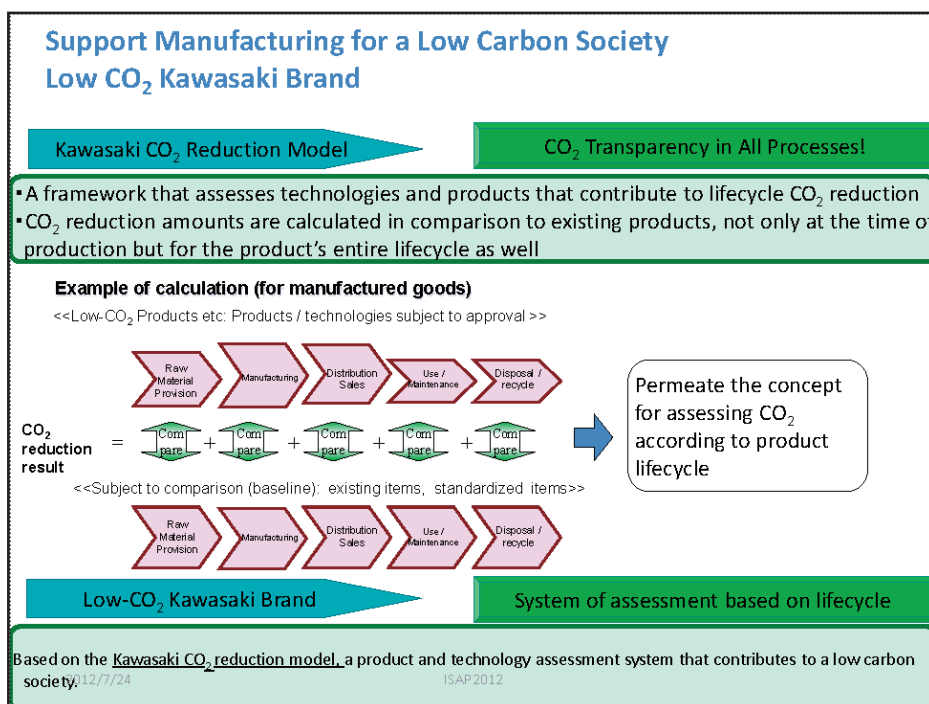 Support Manufacturing for a Low Carbon Society
Low CO₂ Kawasaki Brand
Kawasaki CO₂ Reduction Model
CO₂ Transparency in All Processes!
▪A framework that assesses technologies and products that contribute to lifecycle CO₂ reduction
▪CO₂ reduction amounts are calculated in comparison to existing products, not only at the time of
production but for the product's entire lifecycle as well
Example of calculation (for manufactured goods)
<<Low-CO₂ Products etc: Products / technologies subject to approval >>
Raw
Material
Provision
Manufacturing
Distribution
Sales
Use /
Maintenance
Disposal /
recycle
CO₂
reduction
result
=
Com
pare
+
Com
pare
+
Com
pare
+
Com
pare
+
Com
pare
Permeate the concept
for assessing CO₂
according to product
lifecycle
<<Subject to comparison (baseline): existing items, standardized items>>
Raw
Material
Provision
Manufacturing
Distribution
Sales
Use /
Maintenance
Disposal /
recycle
Low-CO₂ Kawasaki Brand
System of assessment based on lifecycle
Based on the Kawasaki CO₂ reduction model, a product and technology assessment system that contributes to a low carbon
society.
2012/7/24
ISAP2012